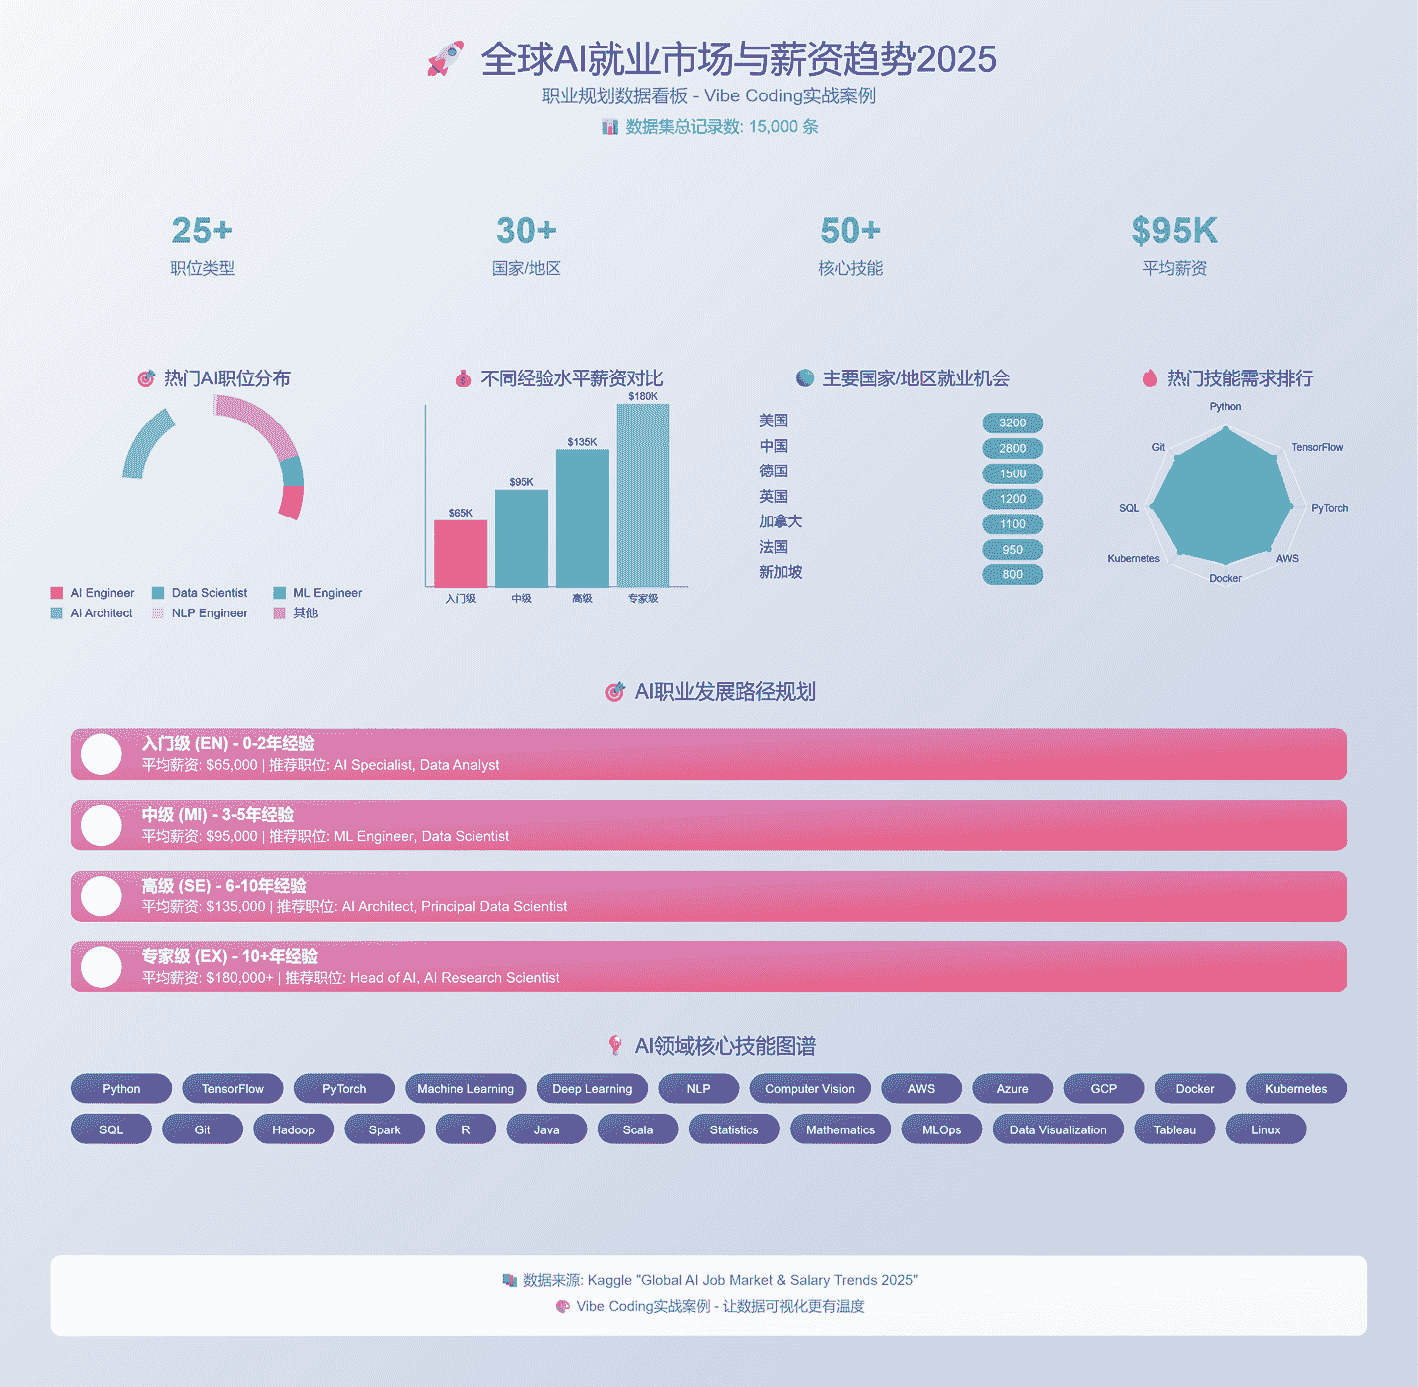 全球AI就业市场与薪资趋势2025
职业规划数据看板 - Vibe Coding实战案例
数据集总记录数: 15,000 条
25+
职位类型
30+
国家/地区
50+
核心技能
$95K
平均薪资
热门AI职位分布
AI Engineer
Data Scientist
ML Engineer
AI Architect
NLP Engineer
其他
不同经验水平薪资对比
$65K
$95K
$135K
$180K
入门级
中级
高级
专家级
主要国家/地区就业机会
美国 3200
中国 2800
德国 1500
英国 1200
加拿大 1100
法国 950
新加坡 800
热门技能需求排行
Python
TensorFlow
PyTorch
AWS
Docker
Kubernetes
SQL
Git
AI职业发展路径规划
入门级 (EN) - 0-2年经验
平均薪资: $65,000 | 推荐职位: AI Specialist, Data Analyst
中级 (MI) - 3-5年经验
平均薪资: $95,000 | 推荐职位: ML Engineer, Data Scientist
高级 (SE) - 6-10年经验
平均薪资: $135,000 | 推荐职位: AI Architect, Principal Data Scientist
专家级 (EX) - 10+年经验
平均薪资: $180,000+ | 推荐职位: Head of AI, AI Research Scientist
AI领域核心技能图谱
Python TensorFlow PyTorch Machine Learning Deep Learning NLP Computer Vision AWS Azure GCP Docker Kubernetes
SQL Git Hadoop Spark R Java Scala Statistics Mathematics MLOps Data Visualization Tableau Linux
数据来源: Kaggle "Global AI Job Market & Salary Trends 2025"
Vibe Coding实战案例 - 让数据可视化更有温度